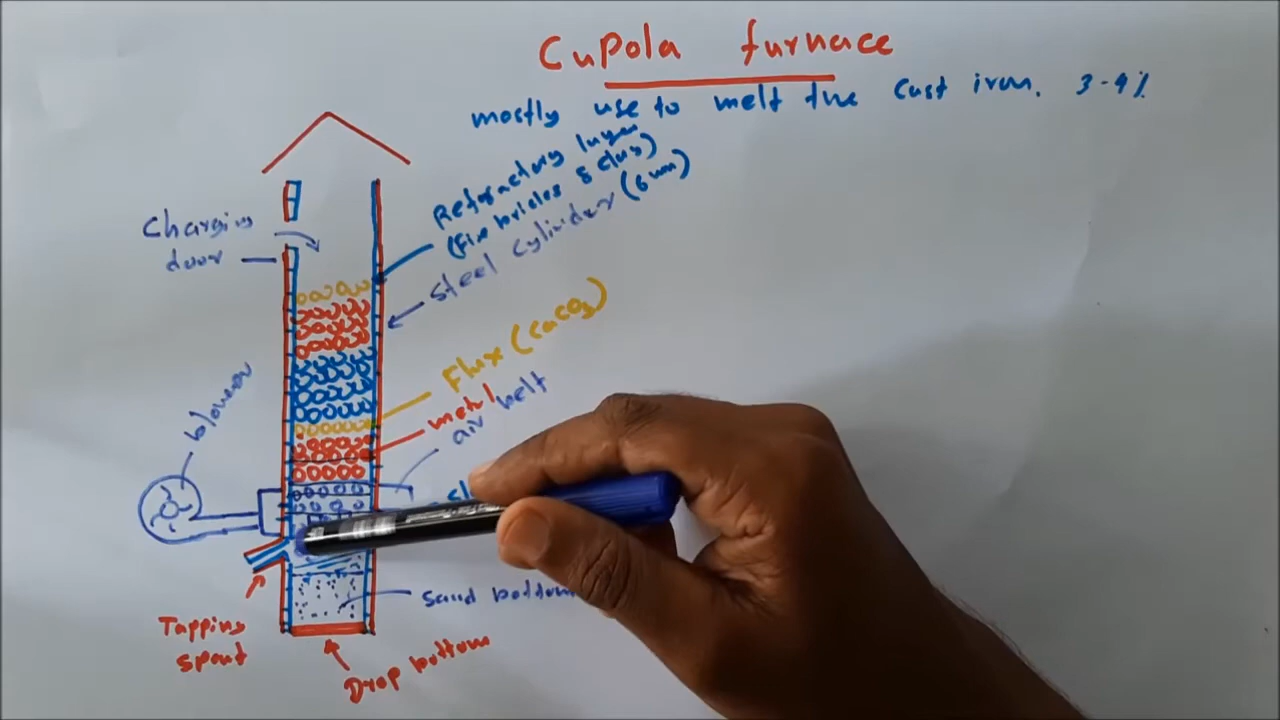 Cupola furnace
mostly use to melt the cast iron. 3-4%
Refractory layer
(Fire bricks & clay)
Steel cylinder (6mm)
Charging
door
Flux (CaCO3)
metal
air belt
blower
Sand bottom
Tapping
spout
Drop bottom